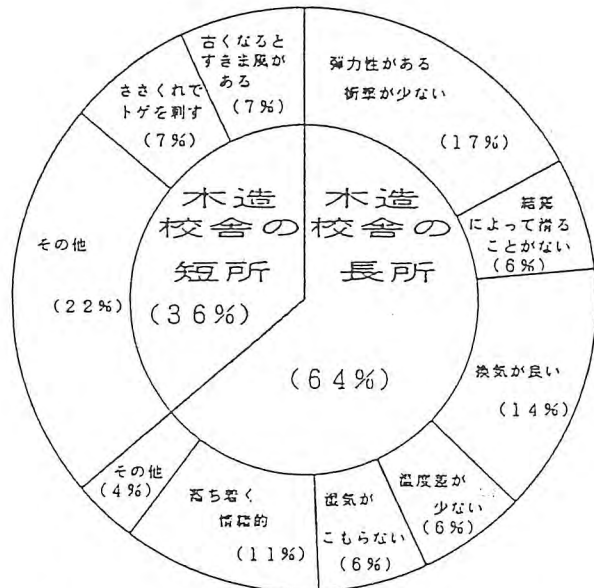 弾力性がある
衝撃が少ない
(17%)
結露
によって滑る
ことがない
(6%)
換気が良い
(14%)
温度差が
少ない
(6%)
湿気が
こもらない
(6%)
落ち着く
情緒的
(11%)
その他
(4%)
その他
(22%)
ささくれで
トゲを刺す
(7%)
古くなると
すきま風が
ある
(7%)
木造
校舎の
短所
(36%)
木造
校舎の
長所
(64%)